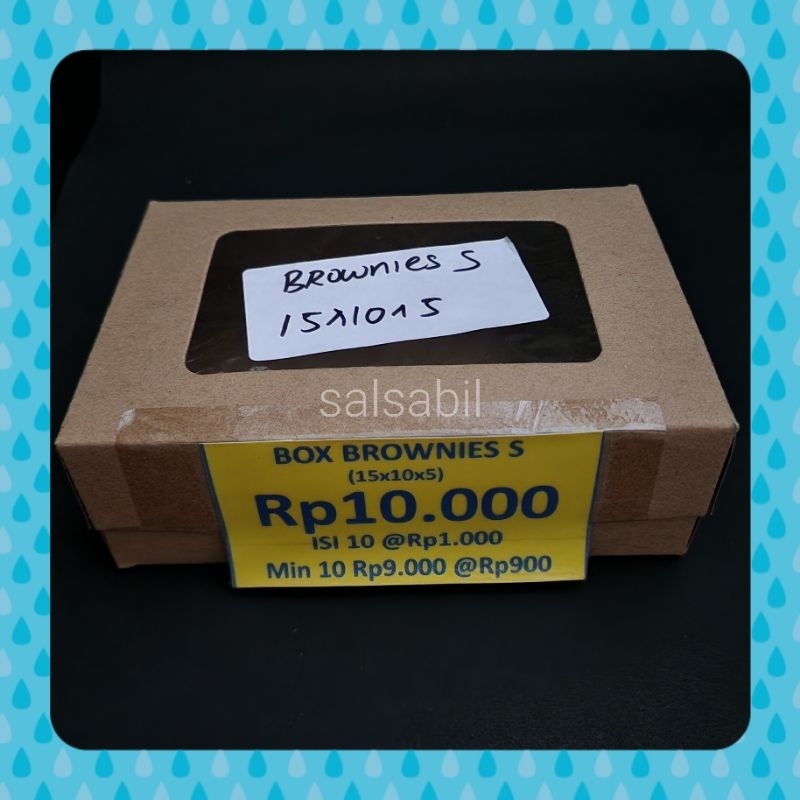 BROWNIES S
15x10x5
salsabil
BOX BROWNIES S
(15x10x5)
Rp10.000
ISI 10 @Rp1.000
Min 10 Rp9.000 @Rp900